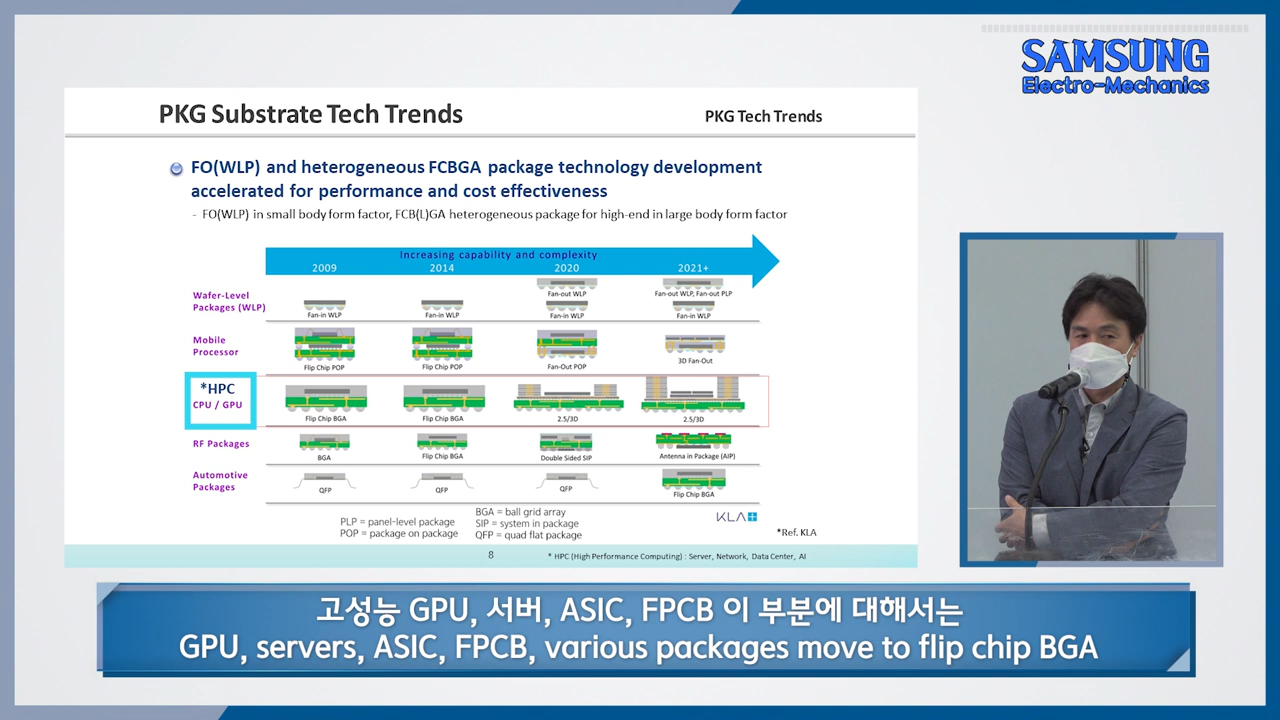 SAMSUNG
Electro-Mechanics
PKG Substrate Tech Trends
PKG Tech Trends
FO(WLP) and heterogeneous FCBGA package technology development
accelerated for performance and cost effectiveness
- FO(WLP) in small body form factor, FCB(L)GA heterogeneous package for high-end in large body form factor
Increasing capability and complexity
2009 2014 2020 2021+
Wafer-Level
Packages (WLP)
Fan-in WLP
Fan-in WLP
Fan-out WLP
Fan-in WLP
Fan-out WLP, Fan-out PLP
Fan-in WLP
Mobile
Processor
Flip Chip POP
Flip Chip POP
Fan-Out POP
3D Fan-Out
*HPC
CPU / GPU
Flip Chip BGA
Flip Chip BGA
2.5/3D
2.5/3D
RF Packages
BGA
Flip Chip BGA
Double Sided SIP
Antenna in Package (AIP)
Automotive
Packages
QFP
QFP
QFP
Flip Chip BGA
PLP = panel-level package
POP = package on package
BGA = ball grid array
SIP = system in package
QFP = quad flat package
KLA
*Ref. KLA
8
* HPC (High Performance Computing) : Server, Network, Data Center, AI
고성능 GPU, 서버, ASIC, FPCB 이 부분에 대해서는
GPU, servers, ASIC, FPCB, various packages move to flip chip BGA